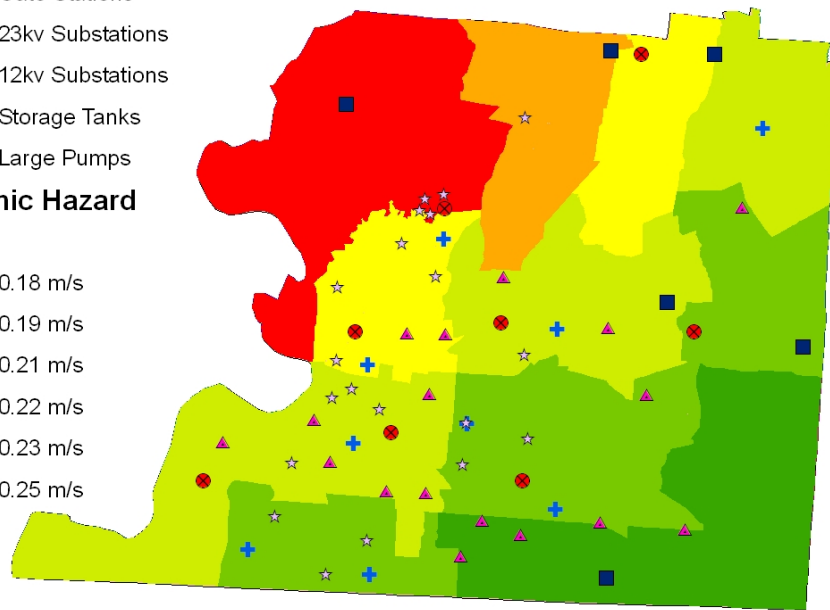 23kv Substations
12kv Substations
Storage Tanks
Large Pumps
Hazard
0.18 m/s
0.19 m/s
0.21 m/s
0.22 m/s
0.23 m/s
0.25 m/s